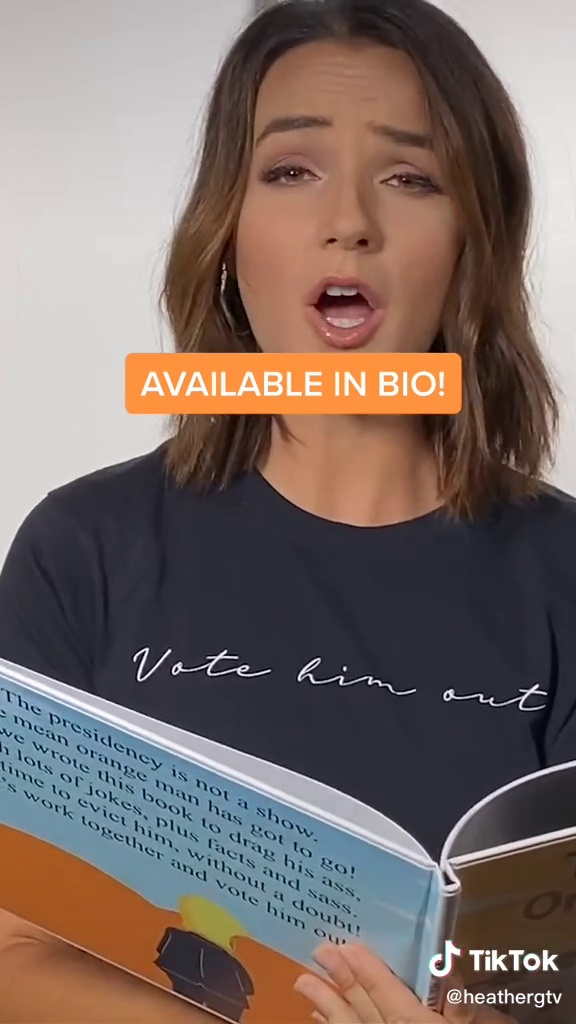 AVAILABLE IN BIO!
Vote him out
The presidency is not a show.
mean orange man has got to go!
we wrote this book to drag his ass,
lots of jokes, plus facts and sass.
time to evict him, without a doubt!
work together and vote him out
TikTok
@heathergtv